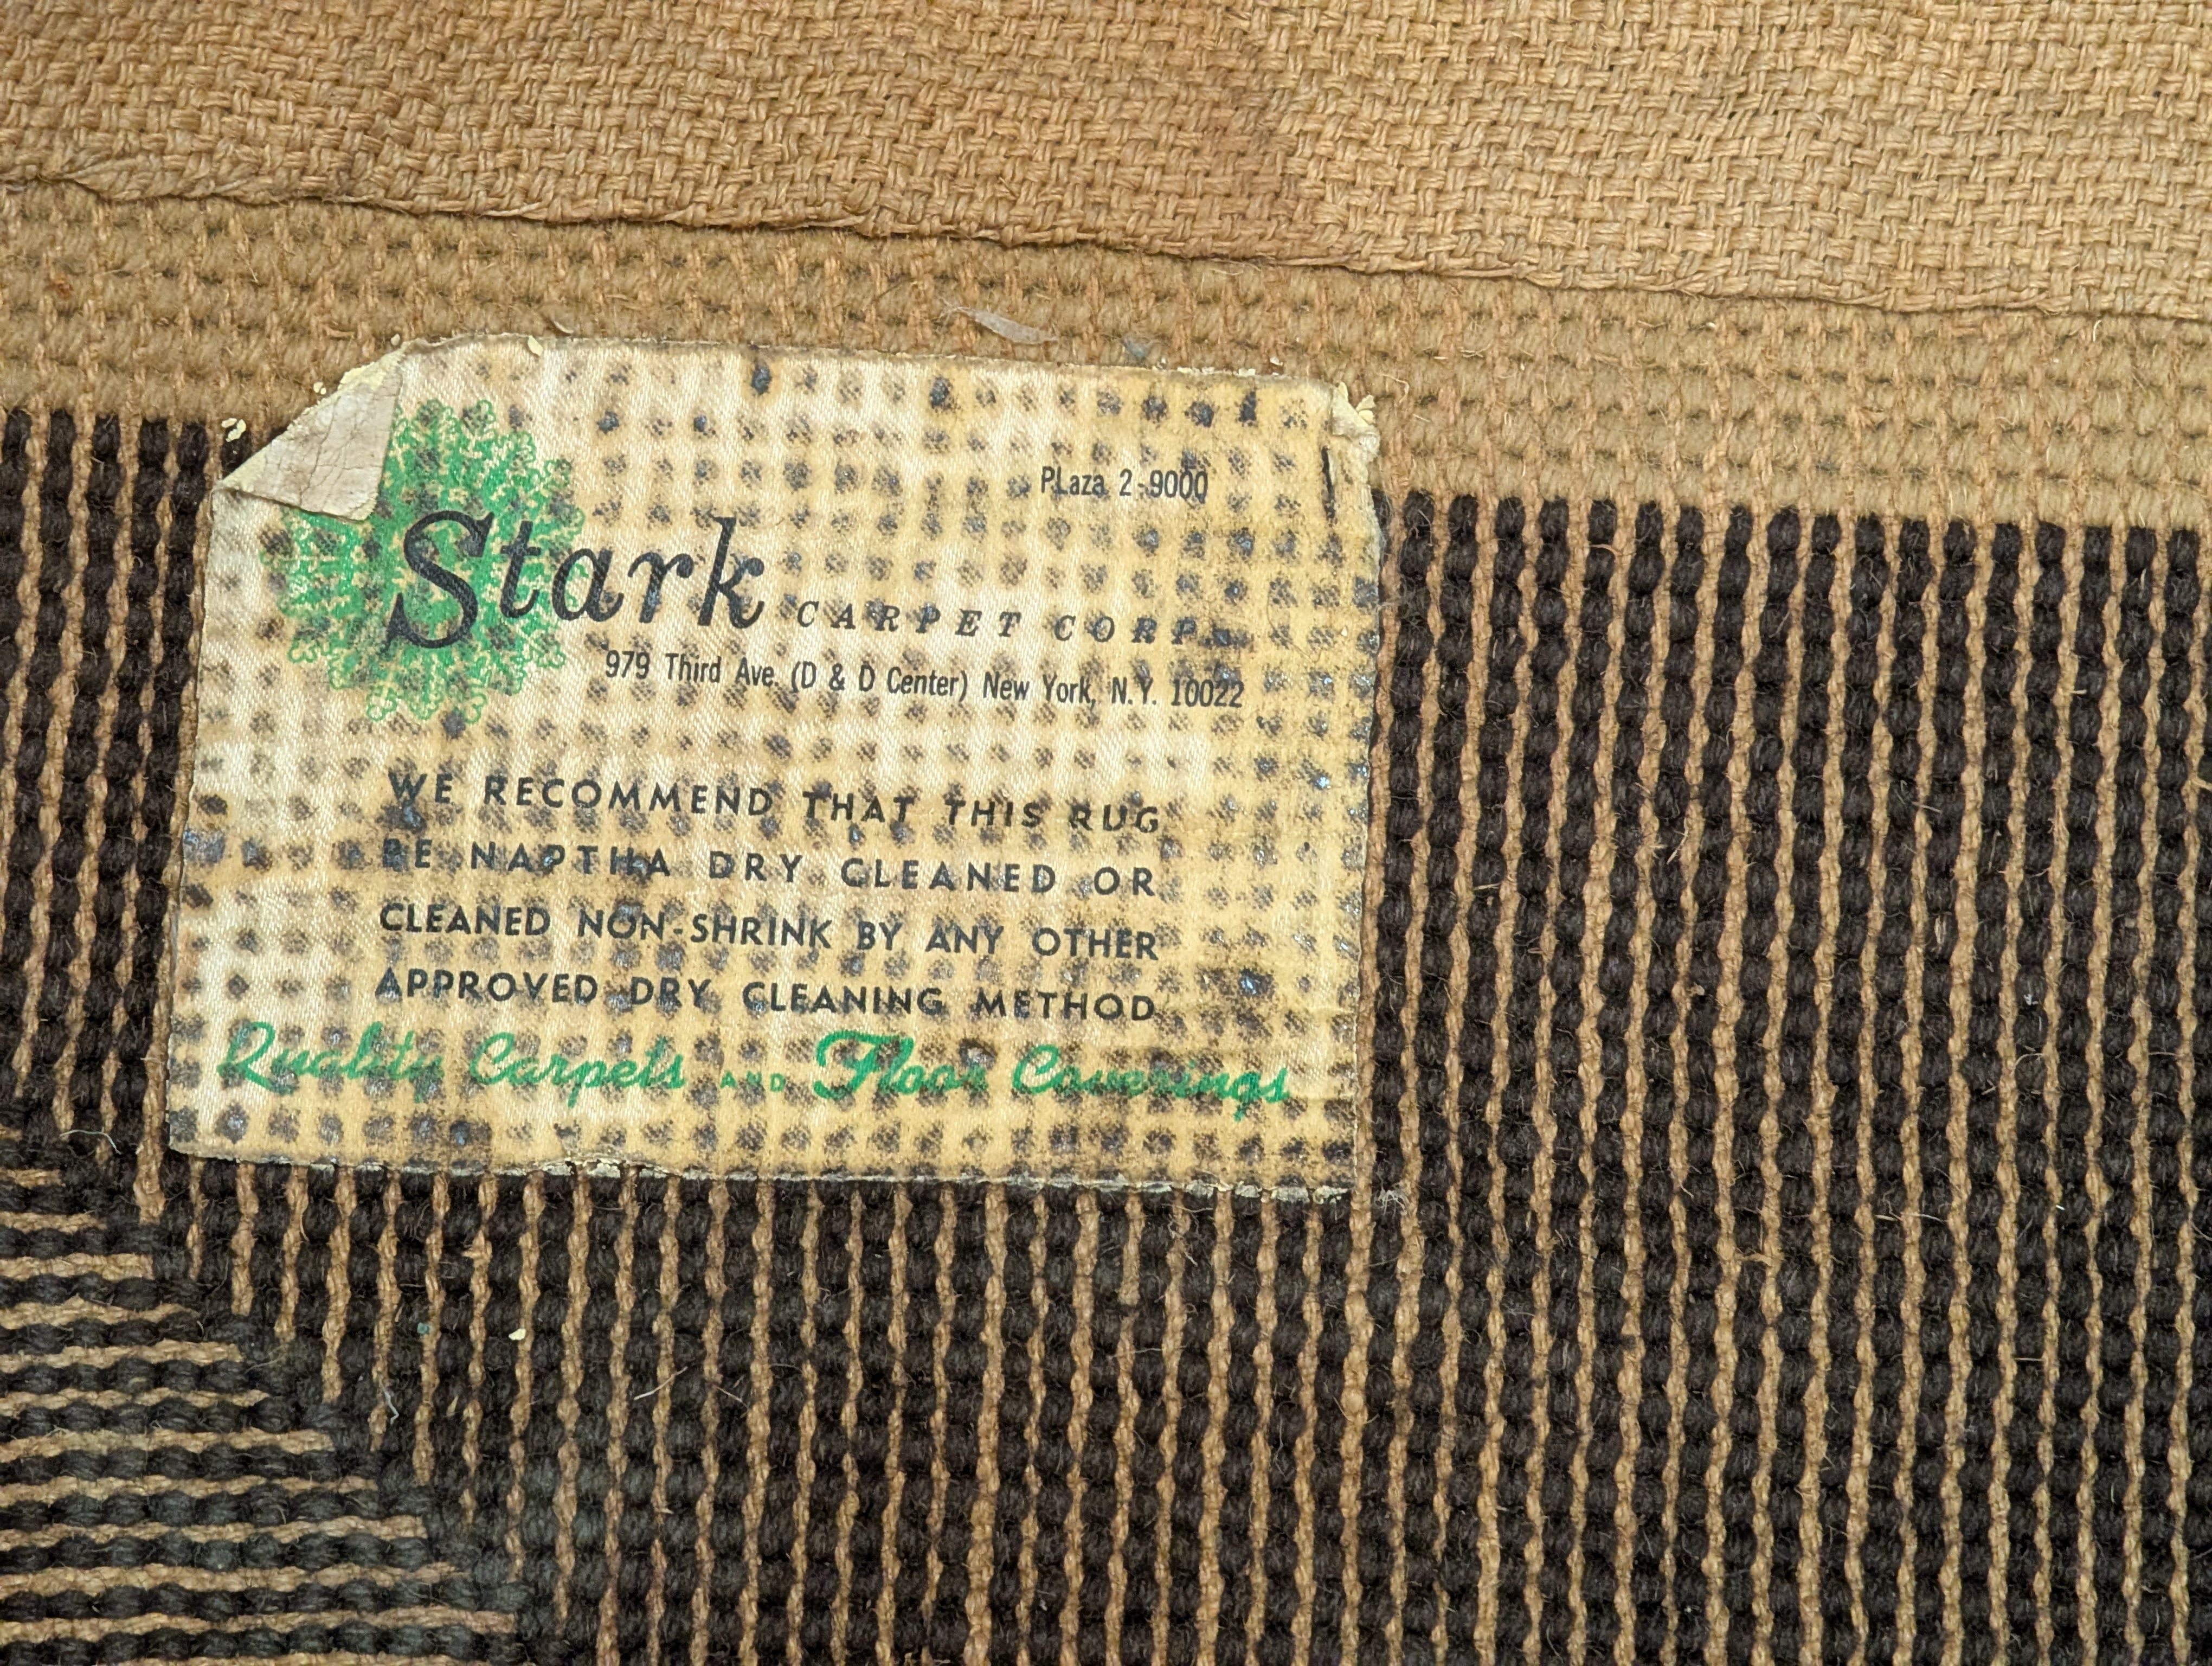 PLaza 2-9000
Stark CARPET CORP.
979 Third Ave. (D & D Center) New York, N.Y. 10022
WE RECOMMEND THAT THIS RUG
BE NAPTHA DRY CLEANED OR
CLEANED NON-SHRINK BY ANY OTHER
APPROVED DRY CLEANING METHOD
Quality Carpets AND Floor Coverings